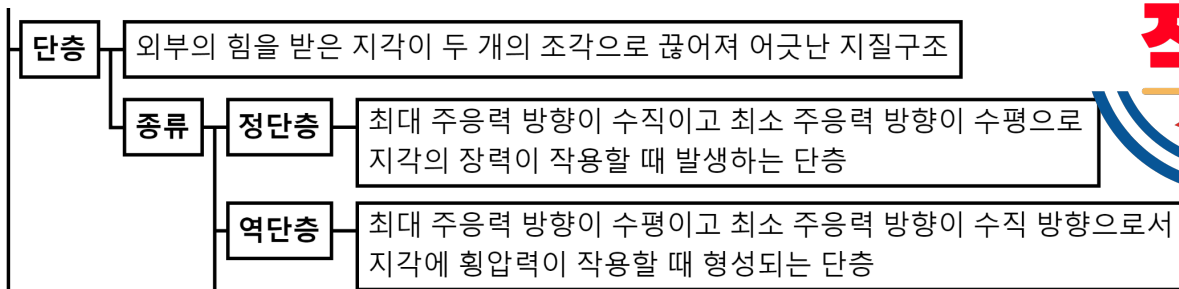 단층
외부의 힘을 받은 지각이 두 개의 조각으로 끊어져 어긋난 지질구조
종류
정단층
최대 주응력 방향이 수직이고 최소 주응력 방향이 수평으로
지각의 장력이 작용할 때 발생하는 단층
역단층
최대 주응력 방향이 수평이고 최소 주응력 방향이 수직 방향으로서
지각에 횡압력이 작용할 때 형성되는 단층